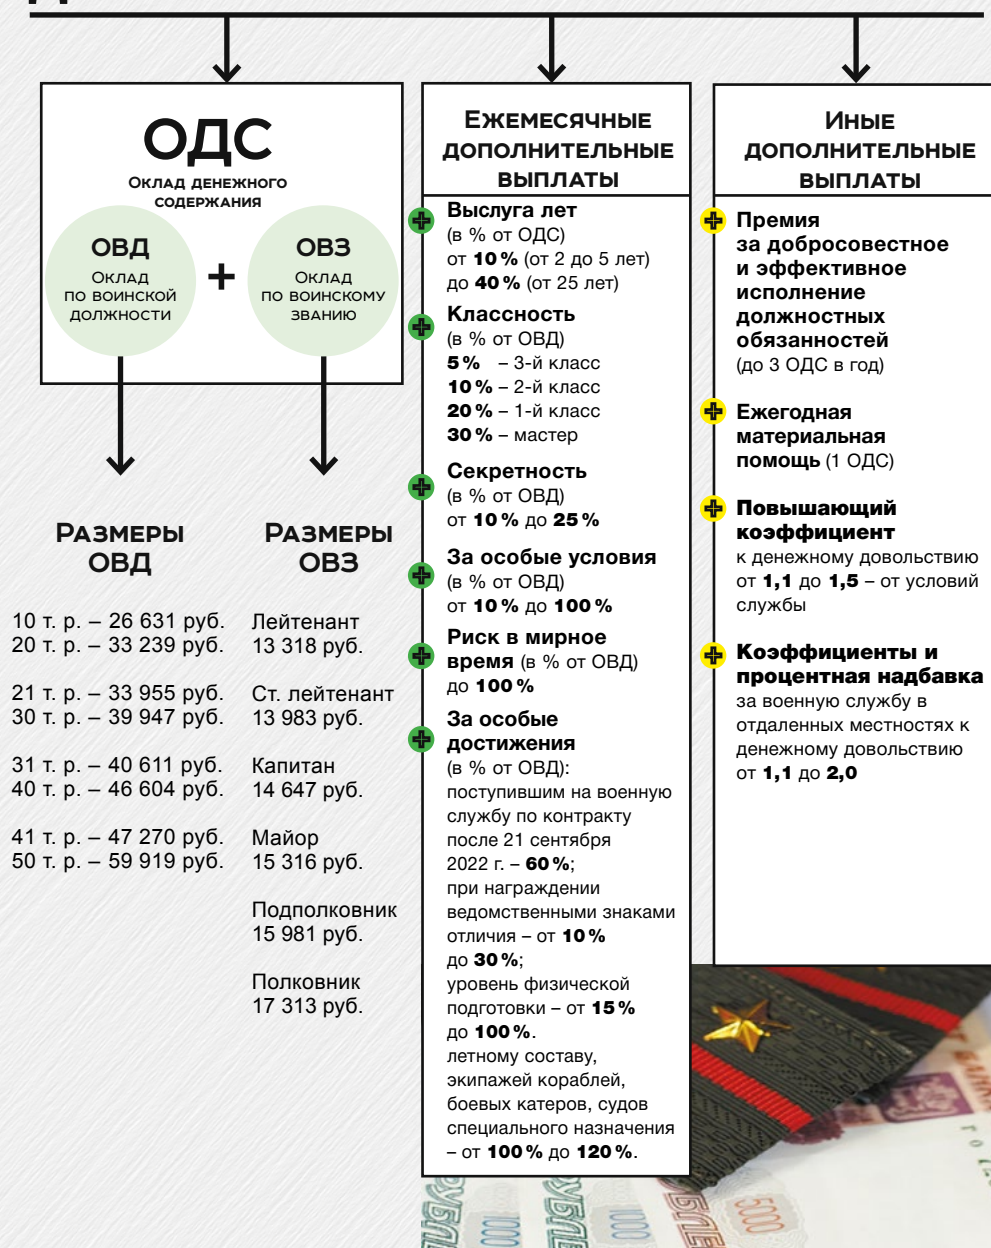 ОДС
Оклад денежного
содержания
ОВД
Оклад
по воинской
должности
+
ОВЗ
Оклад
по воинскому
званию
Размеры
ОВД
10 т. р. – 26 631 руб.
20 т. р. – 33 239 руб.
21 т. р. – 33 955 руб.
30 т. р. – 39 947 руб.
31 т. р. – 40 611 руб.
40 т. р. – 46 604 руб.
41 т. р. – 47 270 руб.
50 т. р. – 59 919 руб.
Размеры
ОВЗ
Лейтенант
13 318 руб.
Ст. лейтенант
13 983 руб.
Капитан
14 647 руб.
Майор
15 316 руб.
Подполковник
15 981 руб.
Полковник
17 313 руб.
Ежемесячные
дополнительные
выплаты
Выслуга лет
(в % от ОДС)
от 10 % (от 2 до 5 лет)
до 40 % (от 25 лет)
Классность
(в % от ОВД)
5 % – 3-й класс
10 % – 2-й класс
20 % – 1-й класс
30 % – мастер
Секретность
(в % от ОВД)
от 10 % до 25 %
За особые условия
(в % от ОВД)
от 10 % до 100 %
Риск в мирное
время (в % от ОВД)
до 100 %
За особые
достижения
(в % от ОВД):
поступившим на военную
службу по контракту
после 21 сентября
2022 г. – 60 %;
при награждении
ведомственными знаками
отличия – от 10 %
до 30 %;
уровень физической
подготовки – от 15 %
до 100 %.
летному составу,
экипажей кораблей,
боевых катеров, судов
специального назначения
– от 100 % до 120 %.
Иные
дополнительные
выплаты
Премия
за добросовестное
и эффективное
исполнение
должностных
обязанностей
(до 3 ОДС в год)
Ежегодная
материальная
помощь (1 ОДС)
Повышающий
коэффициент
к денежному довольствию
от 1,1 до 1,5 – от условий
службы
Коэффициенты и
процентная надбавка
за военную службу в
отдаленных местностях к
денежному довольствию
от 1,1 до 2,0
1000
1000
5000